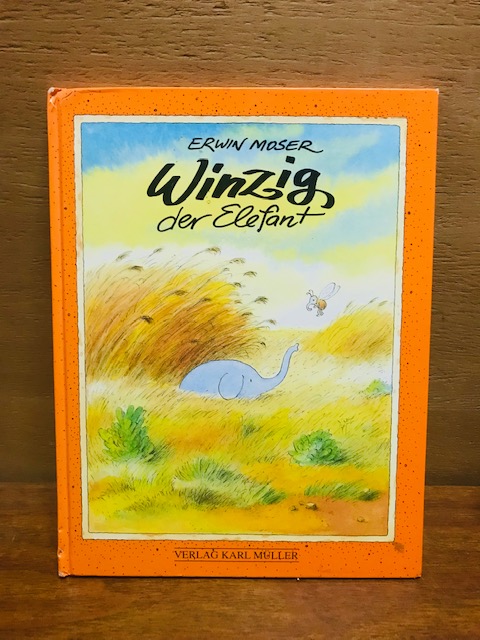 ERWIN MOSER
Winzig
der Elefant
VERLAG KARL MÜLLER